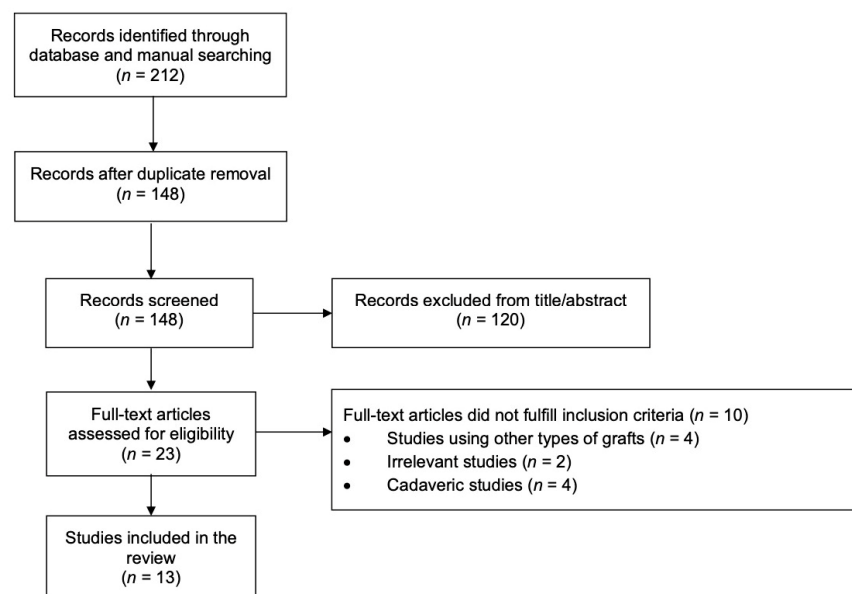 Records identified through
database and manual searching
(n = 212)
Records after duplicate removal
(n = 148)
Records screened
(n = 148)
Records excluded from title/abstract
(n = 120)
Full-text articles
assessed for eligibility
(n = 23)
Full-text articles did not fulfill inclusion criteria (n = 10)
• Studies using other types of grafts (n = 4)
• Irrelevant studies (n = 2)
• Cadaveric studies (n = 4)
Studies included in the
review
(n = 13)